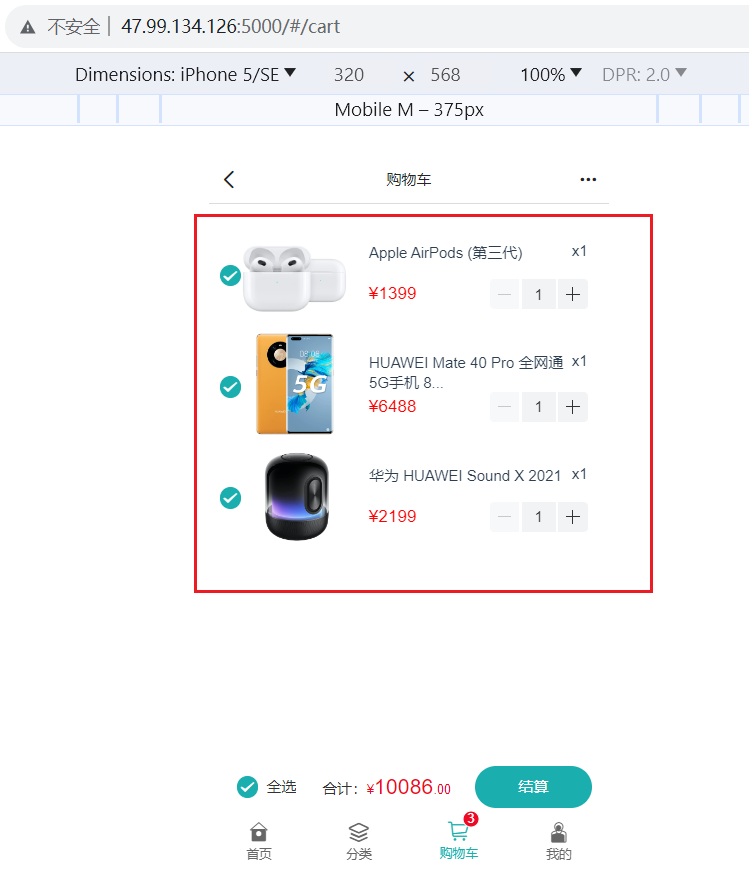 不安全 47.99.134.126:5000/#/cart
Dimensions: iPhone 5/SE 320 × 568 100% DPR: 2.0
Mobile M – 375px
购物车
Apple AirPods (第三代) x1
¥1399 1
08:08
5G
HUAWEI Mate 40 Pro 全网通 x1
5G手机 8...
¥6488 1
华为 HUAWEI Sound X 2021 x1
¥2199 1
全选 合计：¥10086.00 结算
3
首页 分类 购物车 我的